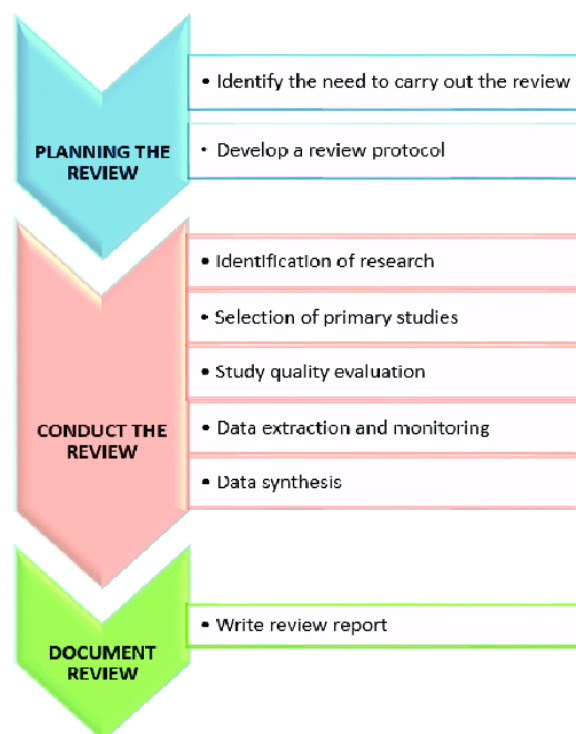 • Identify the need to carry out the review
PLANNING THE
REVIEW
• Develop a review protocol
• Identification of research
• Selection of primary studies
• Study quality evaluation
CONDUCT THE
REVIEW
• Data extraction and monitoring
• Data synthesis
• Write review report
DOCUMENT
REVIEW